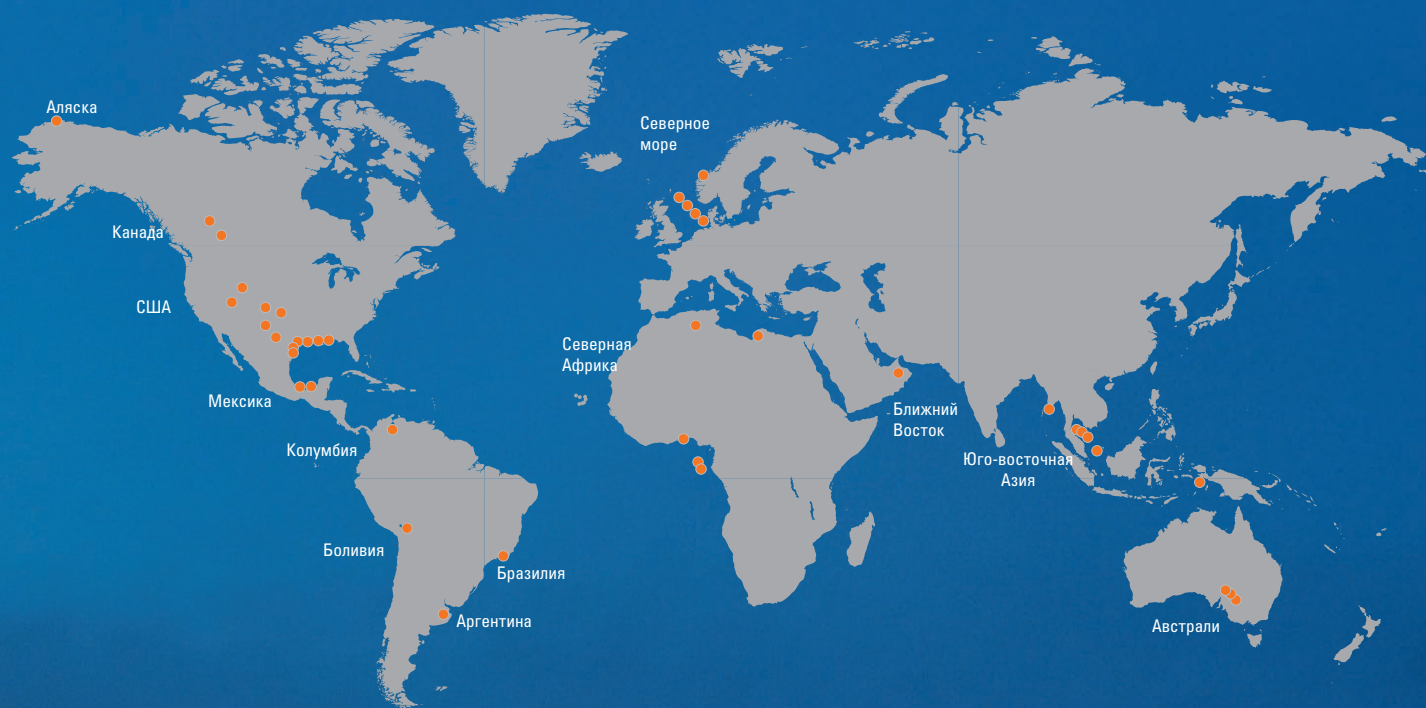 Аляска
Северное
море
Канада
США
Северная
Африка
Мексика
Ближний
Восток
Колумбия
Юго-восточная
Азия
Боливия
Бразилия
Аргентина
Австрали